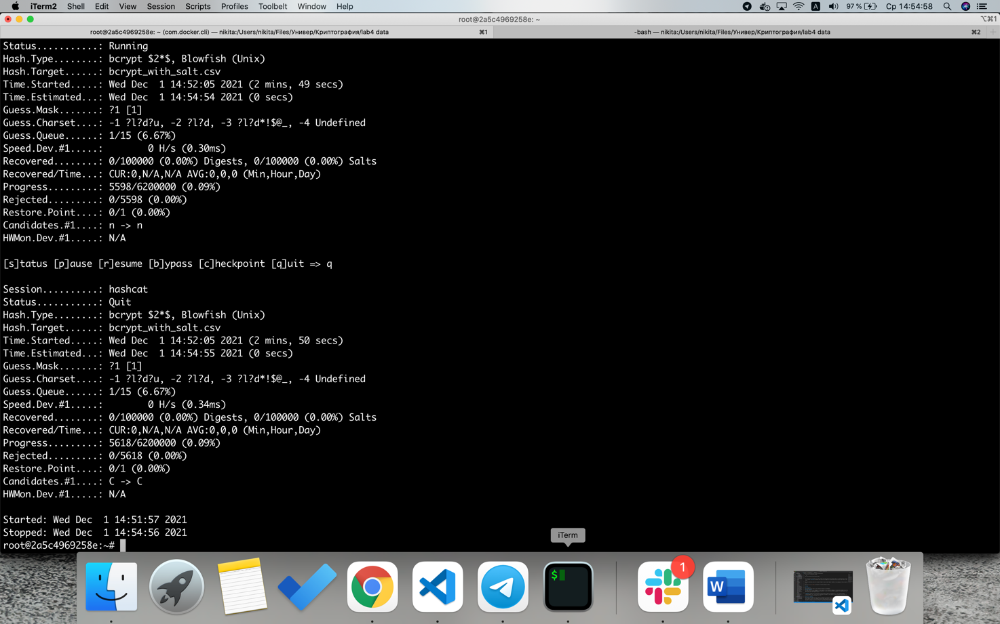 iTerm2 Shell Edit View Session Scripts Profiles Toolbelt Window Help 97 % Ср 14:54:58
root@2a5c4969258e: ~ ⌥⌘1
root@2a5c4969258e: ~ (com.docker.cli) — nikita:/Users/nikita/Files/Универ/Криптография/lab4 data ⌘1 -bash — nikita:/Users/nikita/Files/Универ/Криптография/lab4 data ⌘2
Status...........: Running
Hash.Type........: bcrypt $2*$, Blowfish (Unix)
Hash.Target......: bcrypt_with_salt.csv
Time.Started.....: Wed Dec  1 14:52:05 2021 (2 mins, 49 secs)
Time.Estimated...: Wed Dec  1 14:54:54 2021 (0 secs)
Guess.Mask.......: ?1 [1]
Guess.Charset....: -1 ?l?d?u, -2 ?l?d, -3 ?l?d*!$@_, -4 Undefined
Guess.Queue......: 1/15 (6.67%)
Speed.Dev.#1.....:        0 H/s (0.30ms)
Recovered........: 0/100000 (0.00%) Digests, 0/100000 (0.00%) Salts
Recovered/Time...: CUR:0,N/A,N/A AVG:0,0,0 (Min,Hour,Day)
Progress.........: 5598/6200000 (0.09%)
Rejected.........: 0/5598 (0.00%)
Restore.Point....: 0/1 (0.00%)
Candidates.#1....: n -> n
HWMon.Dev.#1.....: N/A
[s]tatus [p]ause [r]esume [b]ypass [c]heckpoint [q]uit => q
Session..........: hashcat
Status...........: Quit
Hash.Type........: bcrypt $2*$, Blowfish (Unix)
Hash.Target......: bcrypt_with_salt.csv
Time.Started.....: Wed Dec  1 14:52:05 2021 (2 mins, 50 secs)
Time.Estimated...: Wed Dec  1 14:54:55 2021 (0 secs)
Guess.Mask.......: ?1 [1]
Guess.Charset....: -1 ?l?d?u, -2 ?l?d, -3 ?l?d*!$@_, -4 Undefined
Guess.Queue......: 1/15 (6.67%)
Speed.Dev.#1.....:        0 H/s (0.34ms)
Recovered........: 0/100000 (0.00%) Digests, 0/100000 (0.00%) Salts
Recovered/Time...: CUR:0,N/A,N/A AVG:0,0,0 (Min,Hour,Day)
Progress.........: 5618/6200000 (0.09%)
Rejected.........: 0/5618 (0.00%)
Restore.Point....: 0/1 (0.00%)
Candidates.#1....: C -> C
HWMon.Dev.#1.....: N/A
Started: Wed Dec  1 14:51:57 2021
Stopped: Wed Dec  1 14:54:56 2021
root@2a5c4969258e:~#
iTerm
$
1
W